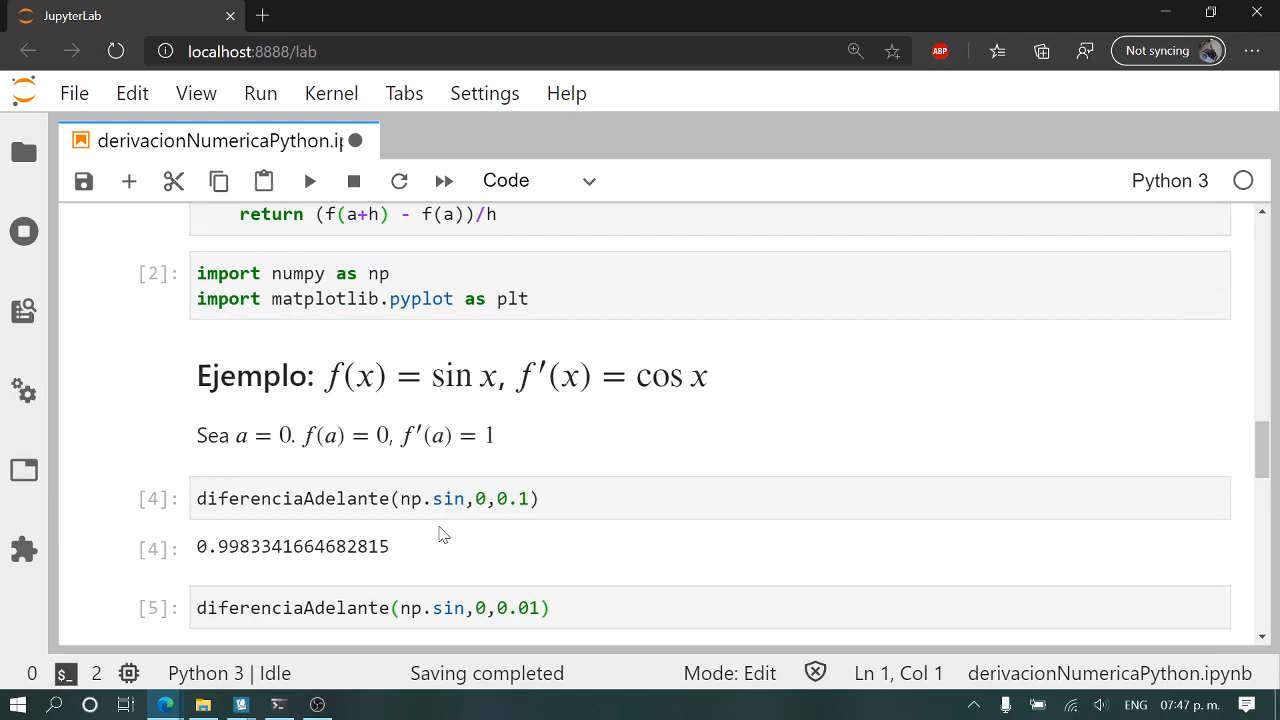 JupyterLab
localhost:8888/lab
ABP
Not syncing
File Edit View Run Kernel Tabs Settings Help
derivacionNumericaPython.ip
Code
Python 3
return (f(a+h) - f(a))/h
[2]:
import numpy as np
import matplotlib.pyplot as plt
Ejemplo: f(x) = sin x, f′(x) = cos x
Sea a = 0. f(a) = 0, f′(a) = 1
[4]: diferenciaAdelante(np.sin,0,0.1)
[4]: 0.9983341664682815
[5]: diferenciaAdelante(np.sin,0,0.01)
0 2 Python 3 | Idle Saving completed Mode: Edit Ln 1, Col 1 derivacionNumericaPython.ipynb
ENG 07:47 p. m.